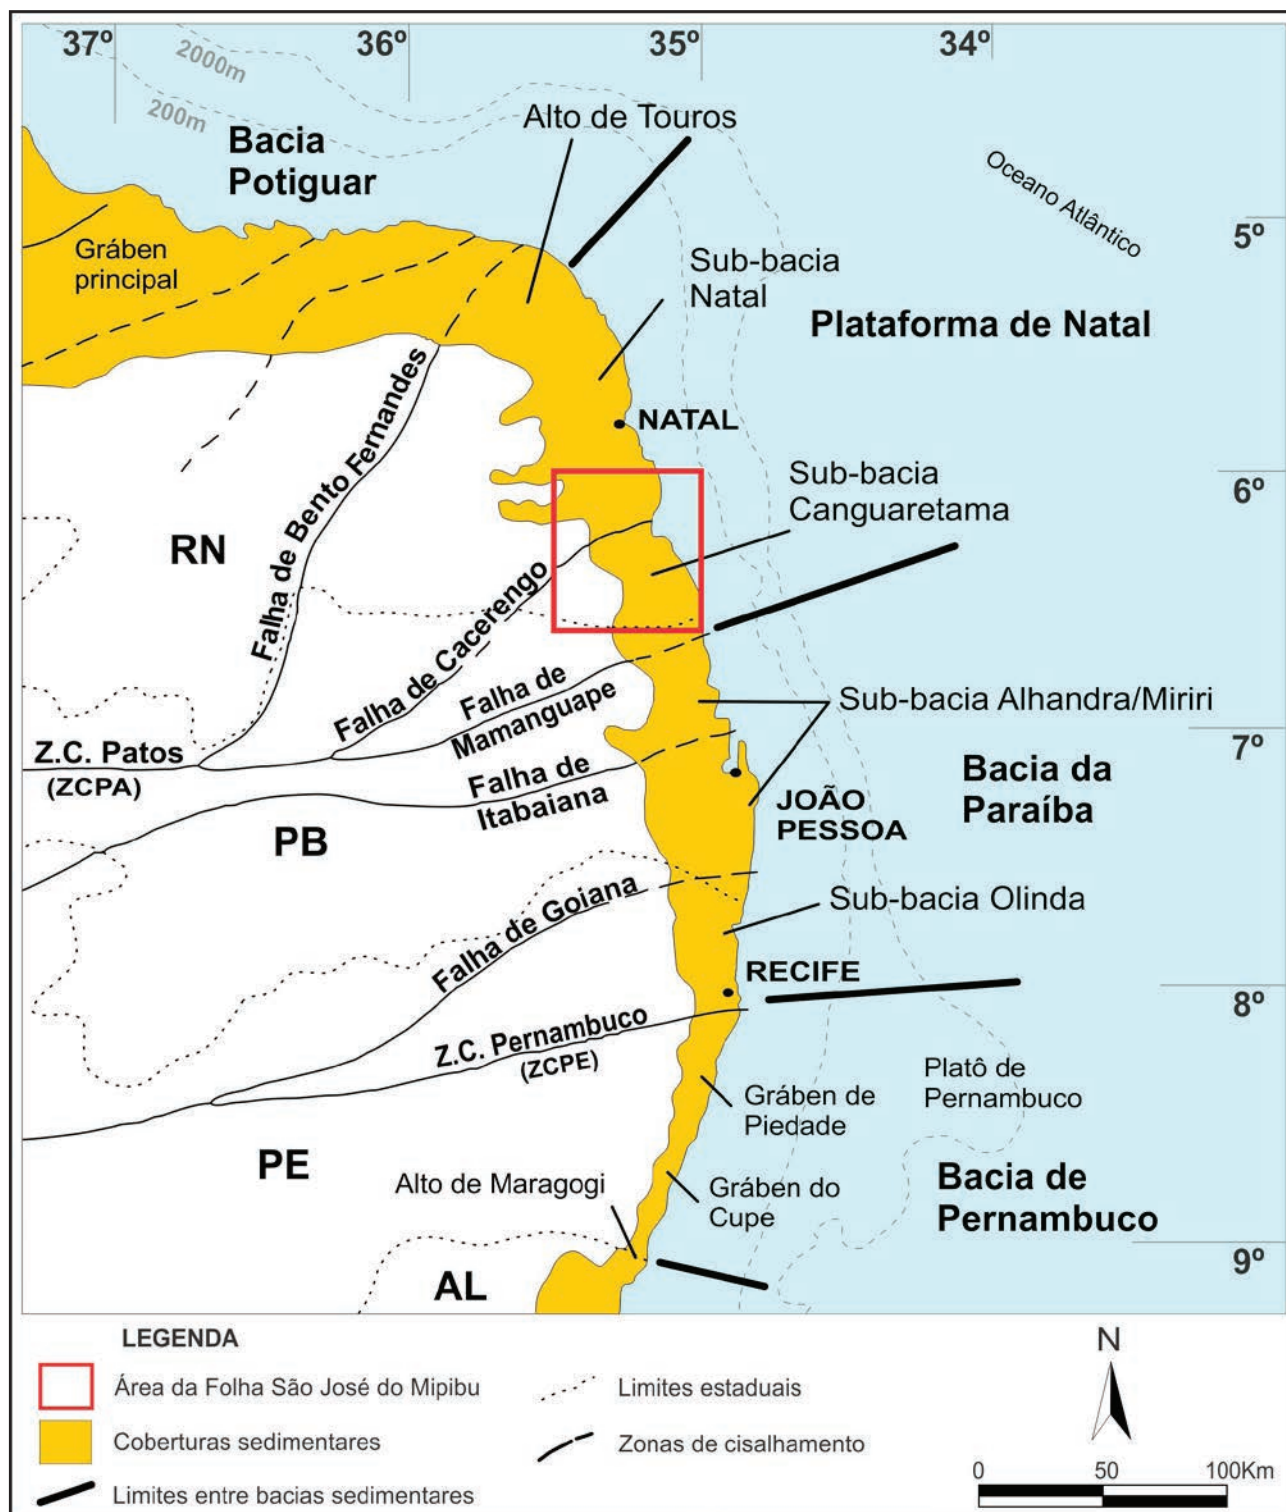 37º
36º
35º
34º
2000m
200m
Alto de Touros
Bacia
Potiguar
Oceano Atlântico
5º
Gráben
principal
Sub-bacia
Natal
Plataforma de Natal
Falha de Bento Fernandes
NATAL
6º
Sub-bacia
Canguaretama
RN
Falha de Cacerengo
Falha de
Mamanguape
Sub-bacia Alhandra/Miriri
Z.C. Patos
(ZCPA)
7º
Falha de
Itabaiana
Bacia da
Paraíba
JOÃO
PESSOA
PB
Falha de Goiana
Sub-bacia Olinda
RECIFE
8º
Z.C. Pernambuco
(ZCPE)
Platô de
Pernambuco
Gráben de
Piedade
PE
Alto de Maragogi
Gráben do
Cupe
Bacia de
Pernambuco
9º
AL
LEGENDA
Área da Folha São José do Mipibu
Coberturas sedimentares
Limites entre bacias sedimentares
Limites estaduais
Zonas de cisalhamento
N
0
50
100Km